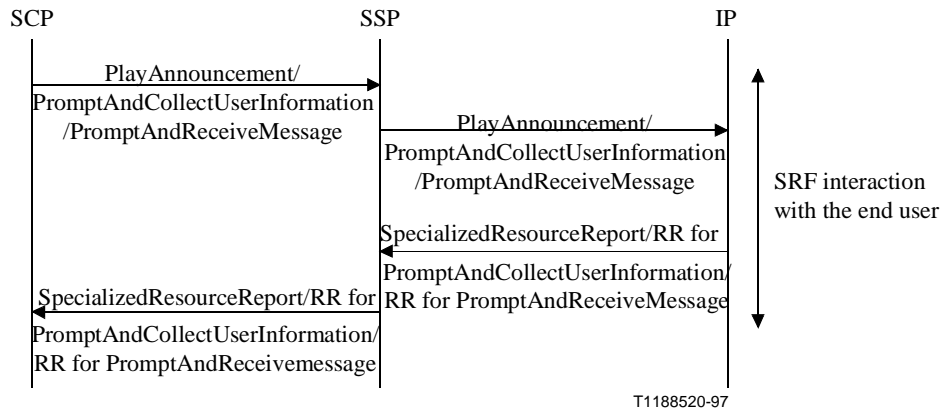 SCP SSP IP
PlayAnnouncement/
PromptAndCollectUserInformation
/PromptAndReceiveMessage
PlayAnnouncement/
PromptAndCollectUserInformation
/PromptAndReceiveMessage
SRF interaction
with the end user
SpecializedResourceReport/RR for
PromptAndCollectUserInformation/
RR for PromptAndReceiveMessage
SpecializedResourceReport/RR for
PromptAndCollectUserInformation/
RR for PromptAndReceivemessage
T1188520-97